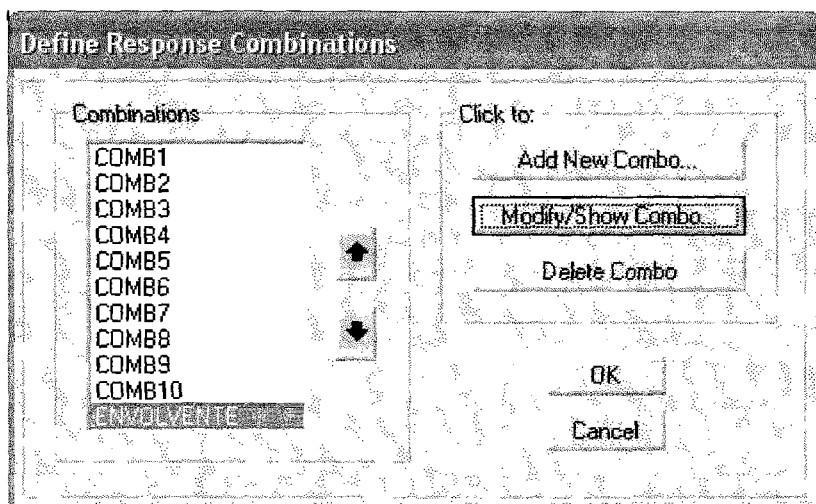 Define Response Combinations
Combinations
COMB1
COMB2
COMB3
COMB4
COMB5
COMB6
COMB7
COMB8
COMB9
COMB10
ENVOLVENTE
Click to:
Add New Combo...
Modify/Show Combo...
Delete Combo
OK
Cancel